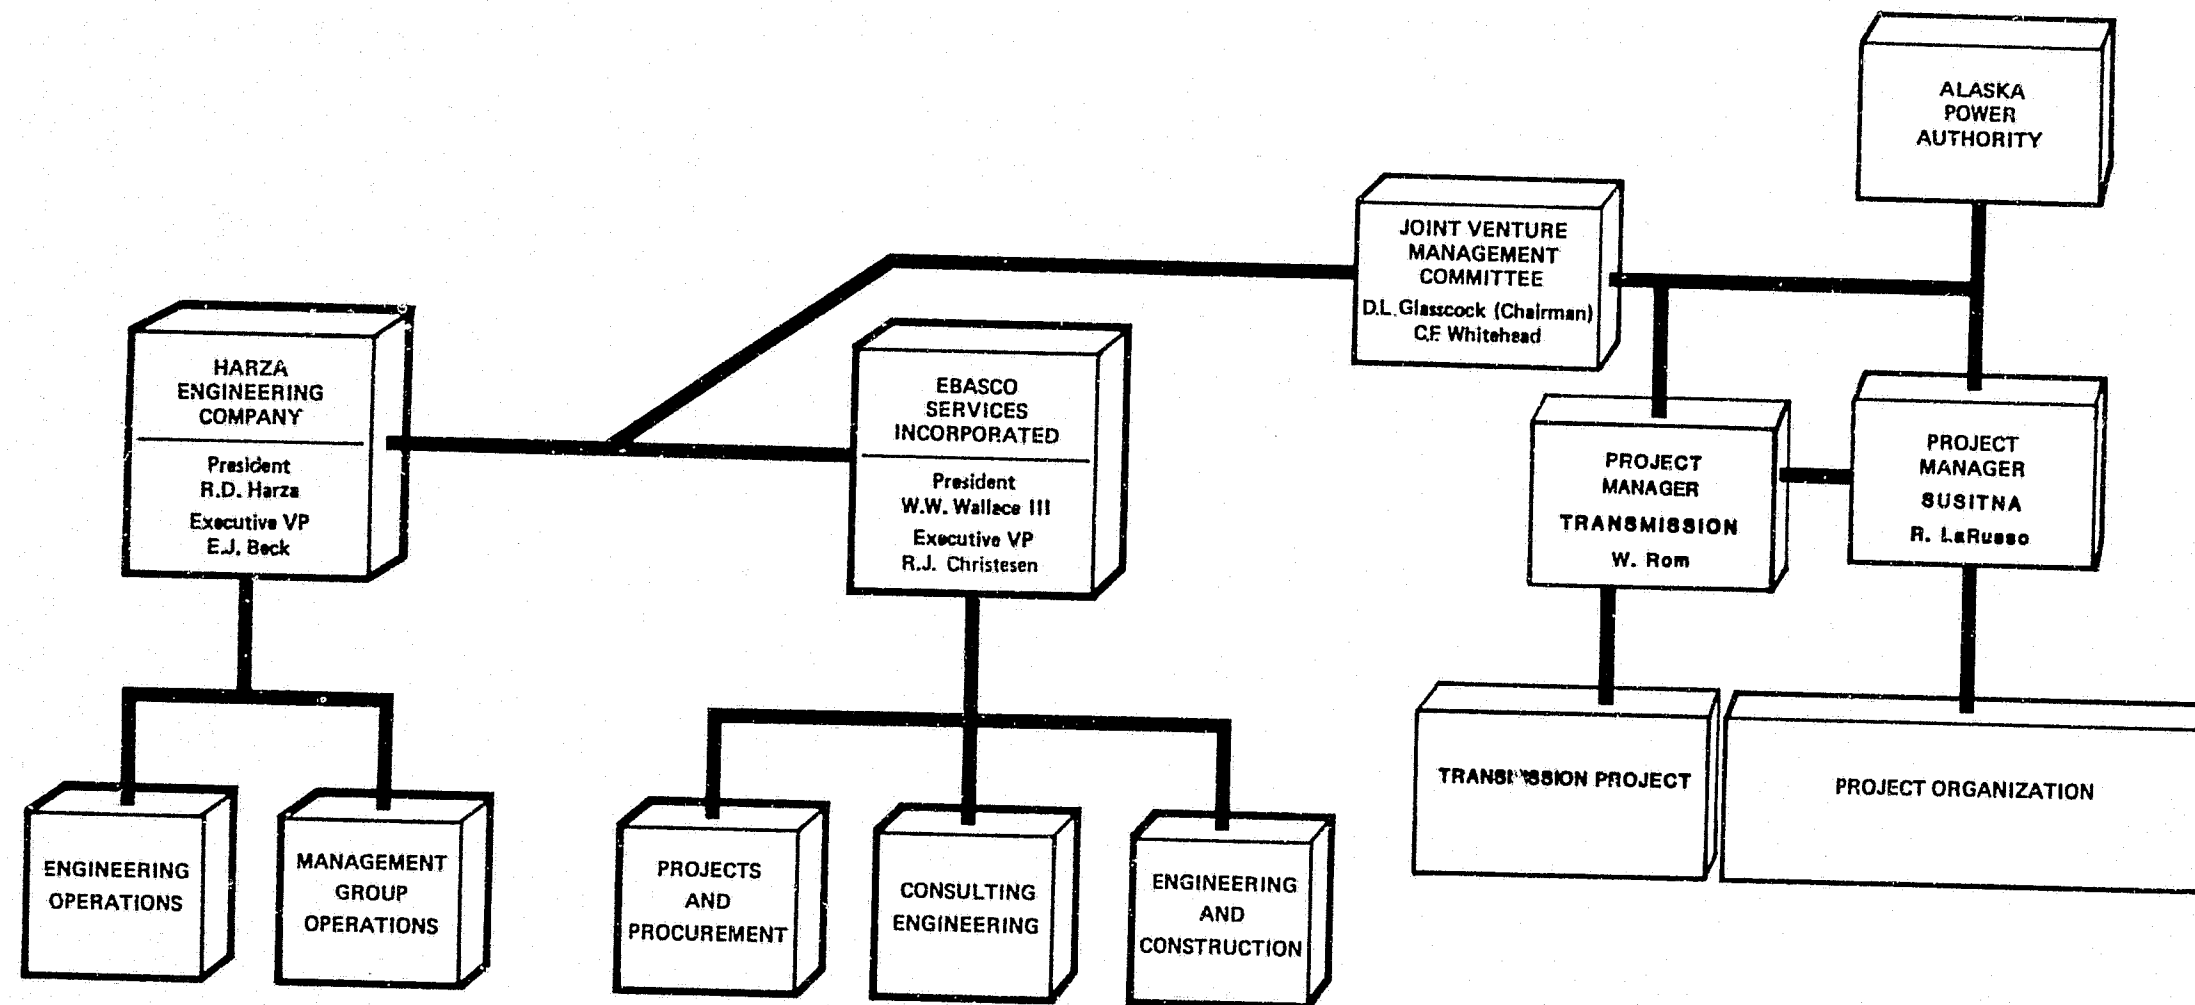 ALASKA
POWER
AUTHORITY
JOINT VENTURE
MANAGEMENT
COMMITTEE
D.L. Glasscock (Chairman)
C.F. Whitehead
HARZA
ENGINEERING
COMPANY
President
R.D. Harza
Executive VP
E.J. Beck
EBASCO
SERVICES
INCORPORATED
President
W.W. Wallace III
Executive VP
R.J. Christesen
PROJECT
MANAGER
TRANSMISSION
W. Rom
PROJECT
MANAGER
SUSITNA
R. LaRusso
ENGINEERING
OPERATIONS
MANAGEMENT
GROUP
OPERATIONS
PROJECTS
AND
PROCUREMENT
CONSULTING
ENGINEERING
ENGINEERING
AND
CONSTRUCTION
TRANSMISSION PROJECT
PROJECT ORGANIZATION